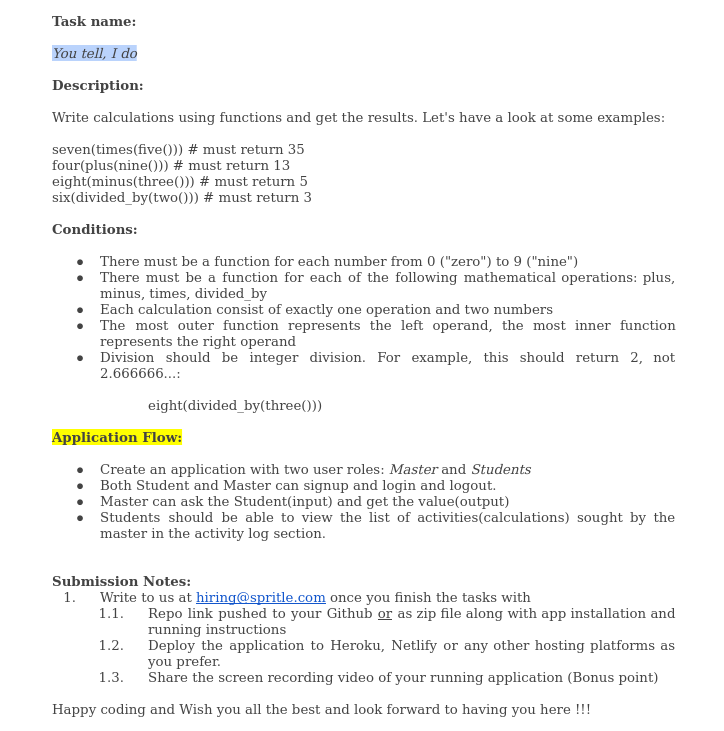 Task name:
You tell, I do
Description:
Write calculations using functions and get the results. Let's have a look at some examples:
seven(times(five())) # must return 35
four(plus(nine())) # must return 13
eight(minus(three())) # must return 5
six(divided_by(two())) # must return 3
Conditions:
● There must be a function for each number from 0 ("zero") to 9 ("nine")
● There must be a function for each of the following mathematical operations: plus,
minus, times, divided_by
● Each calculation consist of exactly one operation and two numbers
● The most outer function represents the left operand, the most inner function
represents the right operand
● Division should be integer division. For example, this should return 2, not
2.666666...:
eight(divided_by(three()))
Application Flow:
● Create an application with two user roles: Master and Students
● Both Student and Master can signup and login and logout.
● Master can ask the Student(input) and get the value(output)
● Students should be able to view the list of activities(calculations) sought by the
master in the activity log section.
Submission Notes:
1. Write to us at hiring@spritle.com once you finish the tasks with
1.1. Repo link pushed to your Github or as zip file along with app installation and
running instructions
1.2. Deploy the application to Heroku, Netlify or any other hosting platforms as
you prefer.
1.3. Share the screen recording video of your running application (Bonus point)
Happy coding and Wish you all the best and look forward to having you here !!!